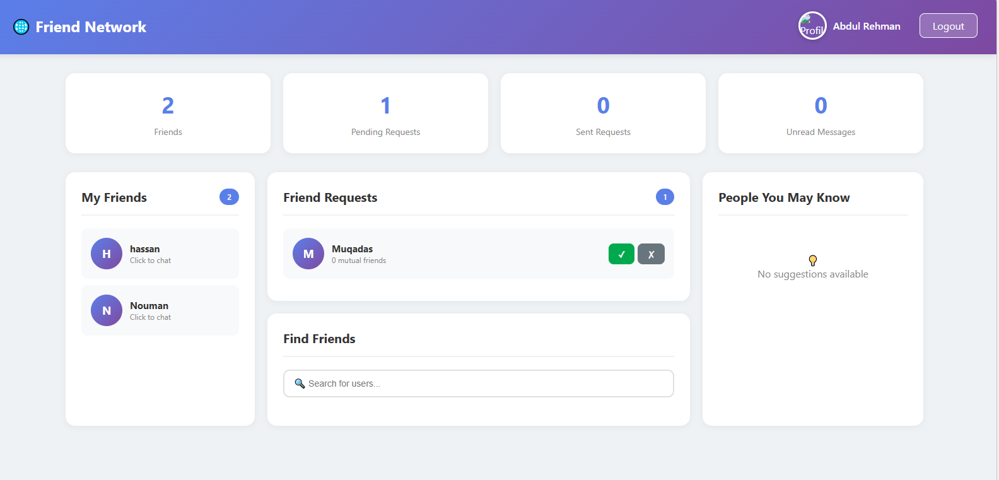 🌐 Friend Network
Profil
Abdul Rehman
Logout
2
Friends
1
Pending Requests
0
Sent Requests
0
Unread Messages
My Friends
2
H
hassan
Click to chat
N
Nouman
Click to chat
Friend Requests
1
M
Muqadas
0 mutual friends
✓
✗
Find Friends
🔍 Search for users...
People You May Know
💡
No suggestions available